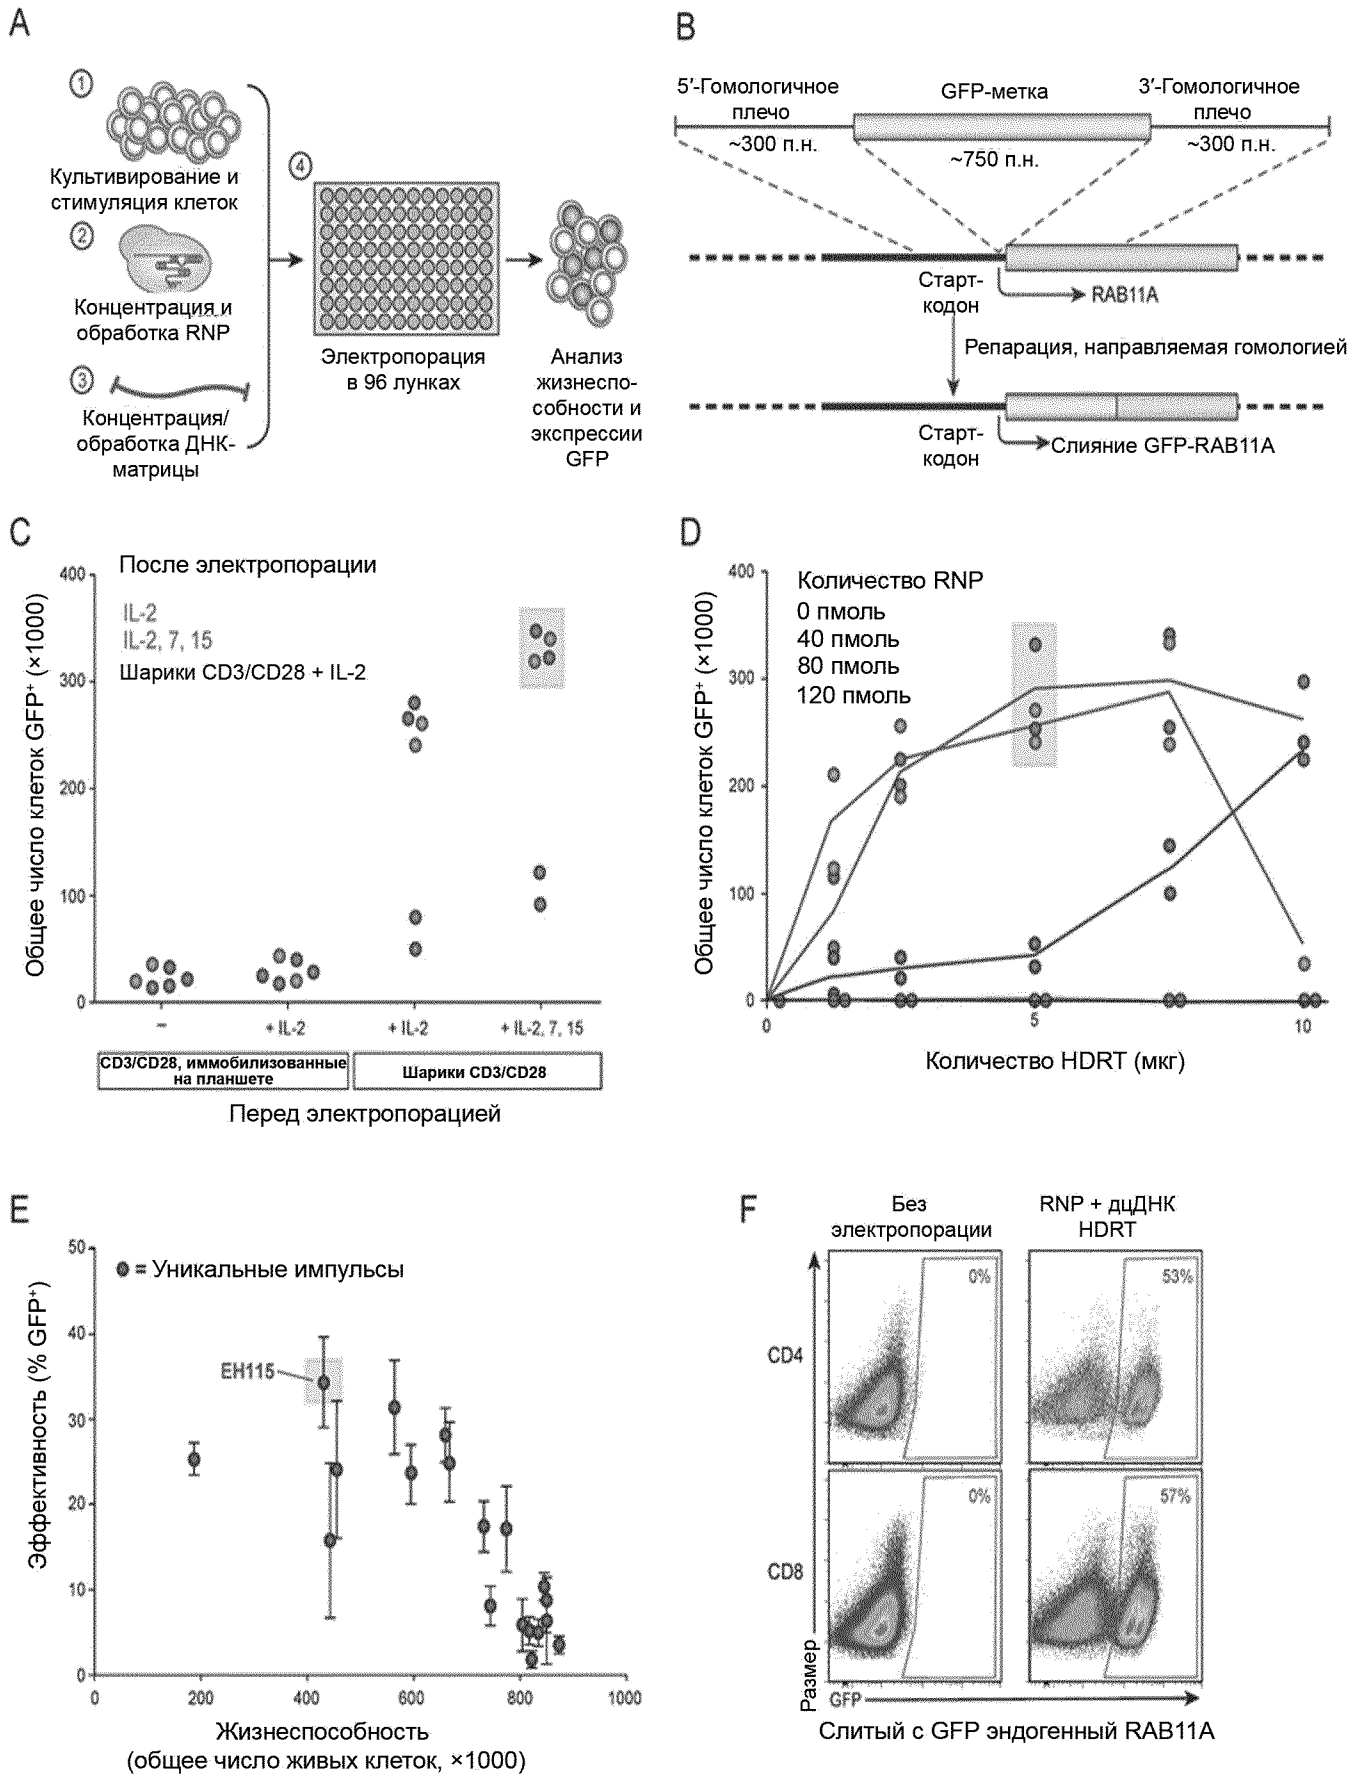 A
1
Культивирование и
стимуляция клеток
2
Концентрация и
обработка RNP
3
Концентрация/
обработка ДНК-
матрицы
4
Электропорация
в 96 лунках
Анализ
жизнеспо-
собности и
экспрессии
GFP
B
5′-Гомологичное
плечо
GFP-метка
3′-Гомологичное
плечо
~300 п.н.
~750 п.н.
~300 п.н.
Старт-
кодон
RAB11A
Репарация, направляемая гомологией
Старт-
кодон
Слияние GFP-RAB11A
C
После электропорации
IL-2
IL-2, 7, 15
Шарики CD3/CD28 + IL-2
Общее число клеток GFP⁺ (×1000)
400
300
200
100
0
–
+ IL-2
+ IL-2
+ IL-2, 7, 15
CD3/CD28, иммобилизованные
на планшете
Шарики CD3/CD28
Перед электропорацией
D
Количество RNP
0 пмоль
40 пмоль
80 пмоль
120 пмоль
Общее число клеток GFP⁺ (×1000)
400
300
200
100
0
0
5
10
Количество HDRT (мкг)
E
= Уникальные импульсы
EH115
Эффективность (% GFP⁺)
50
40
30
20
10
0
0
200
400
600
800
1000
Жизнеспособность
(общее число живых клеток, ×1000)
F
Без
электропорации
RNP + дцДНК
HDRT
0%
53%
CD4
0%
57%
CD8
Размер
GFP
Слитый с GFP эндогенный RAB11A